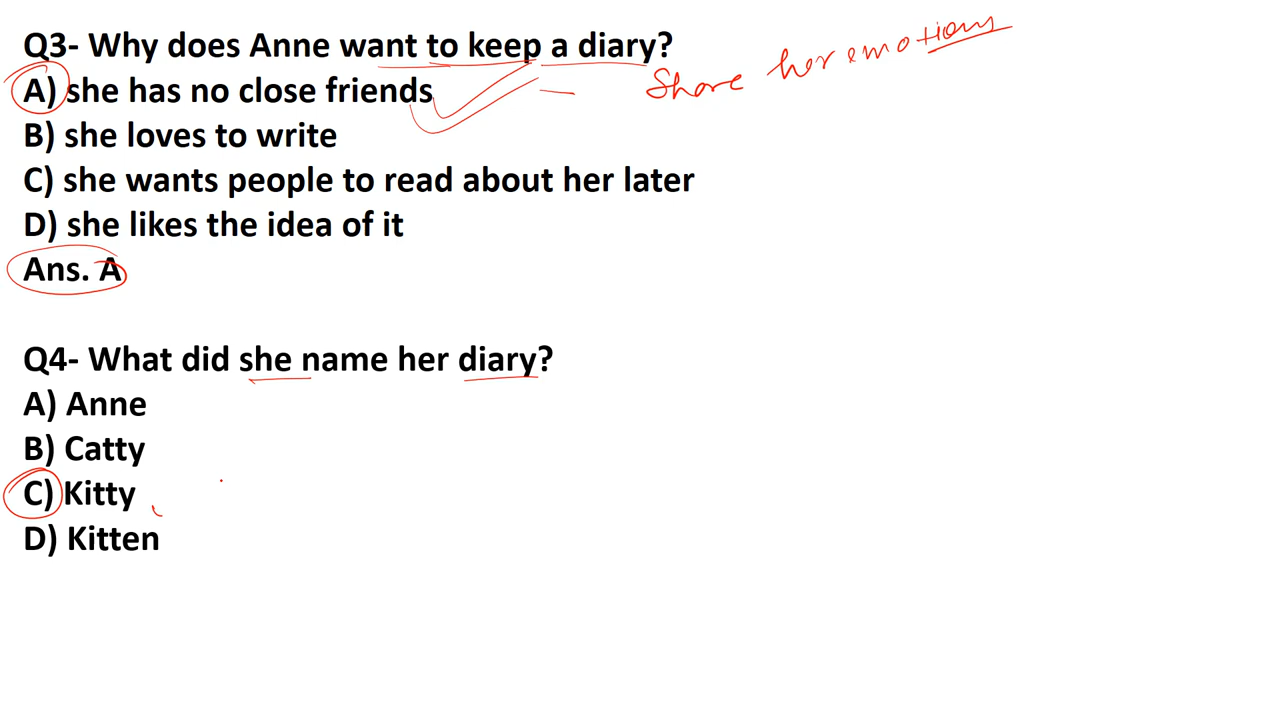 Q3- Why does Anne want to keep a diary?
A) she has no close friends
Share her emotions
B) she loves to write
C) she wants people to read about her later
D) she likes the idea of it
Ans. A
Q4- What did she name her diary?
A) Anne
B) Catty
C) Kitty
D) Kitten